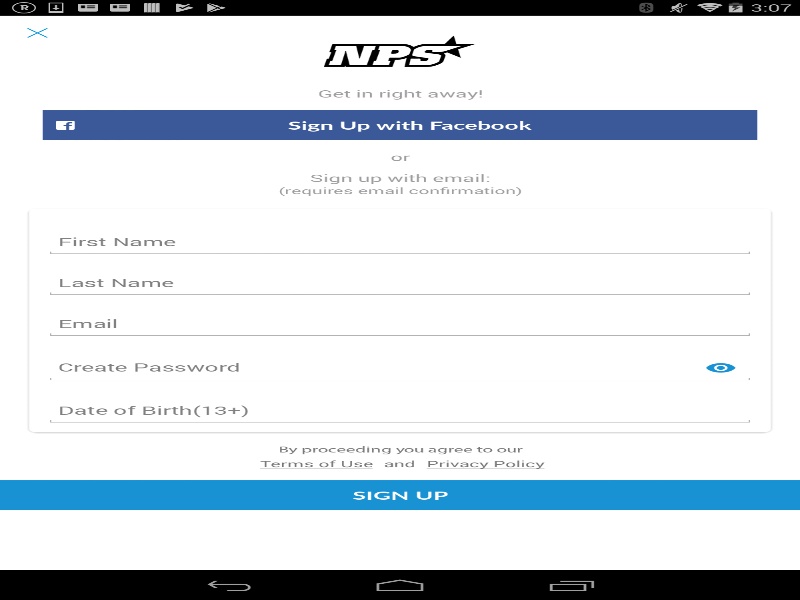 R
3:07
NPS
Get in right away!
Sign Up with Facebook
or
Sign up with email:
(requires email confirmation)
First Name
Last Name
Email
Create Password
Date of Birth(13+)
By proceeding you agree to our
Terms of Use and Privacy Policy
SIGN UP